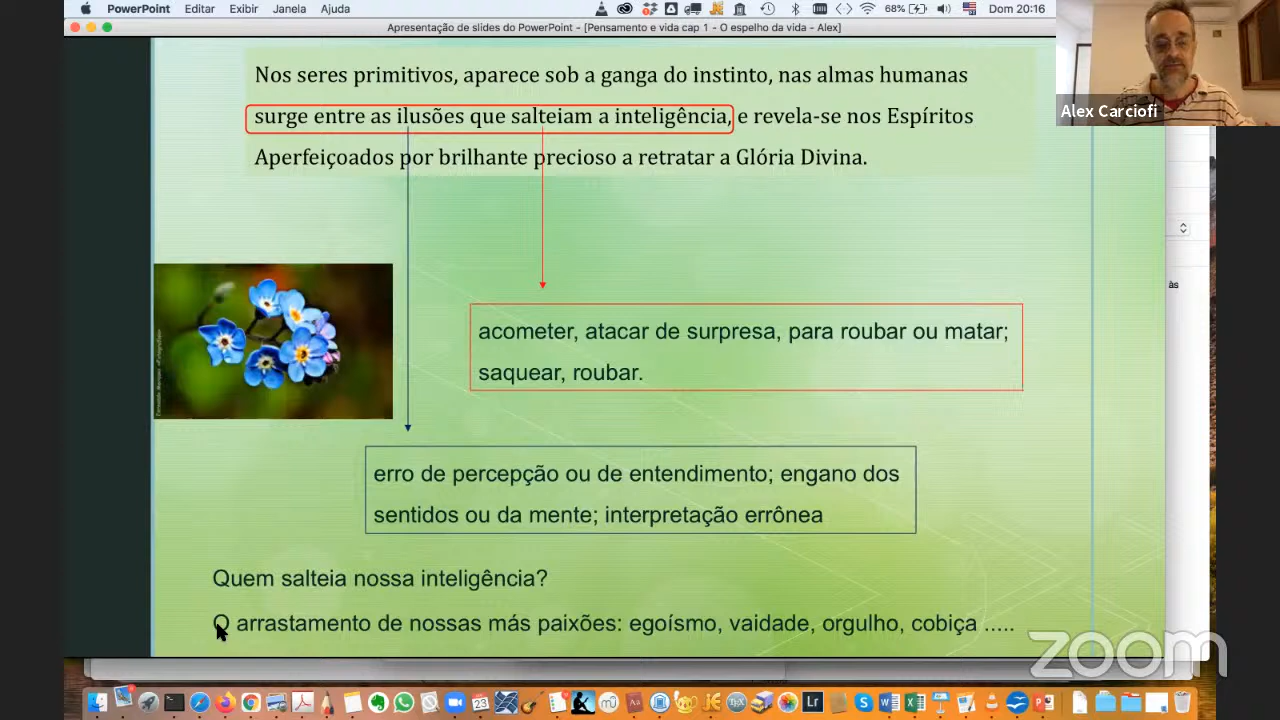 PowerPoint Editar Exibir Janela Ajuda 68% Dom 20:16
Apresentação de slides do PowerPoint - [Pensamento e vida cap 1 - O espelho da vida - Alex]
Nos seres primitivos, aparece sob a ganga do instinto, nas almas humanas
surge entre as ilusões que salteiam a inteligência, e revela-se nos Espíritos
Aperfeiçoados por brilhante precioso a retratar a Glória Divina.
Alex Carciofi
às
acometer, atacar de surpresa, para roubar ou matar;
saquear, roubar.
erro de percepção ou de entendimento; engano dos
sentidos ou da mente; interpretação errônea
Quem salteia nossa inteligência?
O arrastamento de nossas más paixões: egoísmo, vaidade, orgulho, cobiça .....
zoom